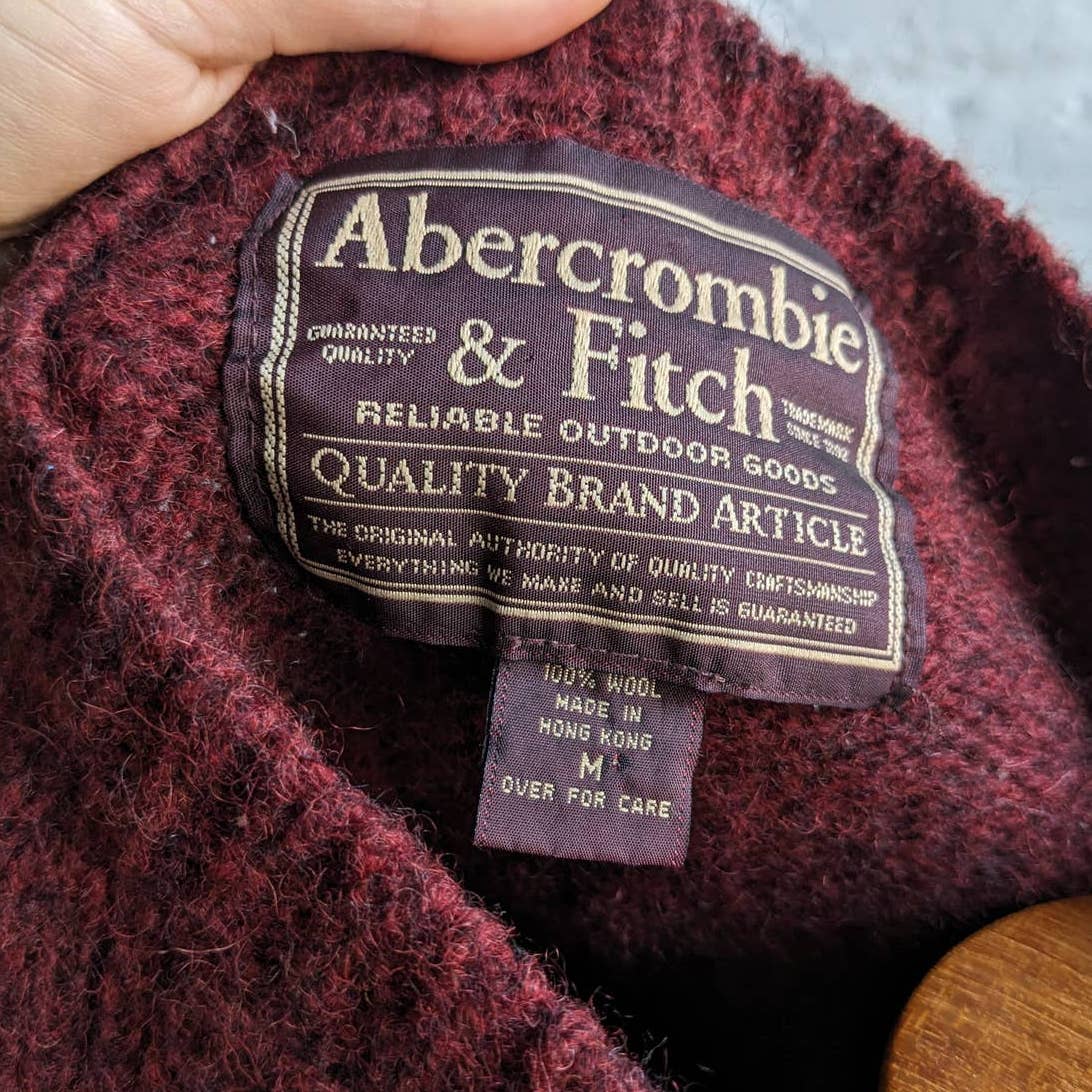 Abercrombie
GUARANTEED
QUALITY
& Fitch
TRADEMARK
SINCE 1892
RELIABLE OUTDOOR GOODS
QUALITY BRAND ARTICLE
THE ORIGINAL AUTHORITY OF QUALITY CRAFTSMANSHIP
EVERYTHING WE MAKE AND SELL IS GUARANTEED
100% WOOL
MADE IN
HONG KONG
M
OVER FOR CARE